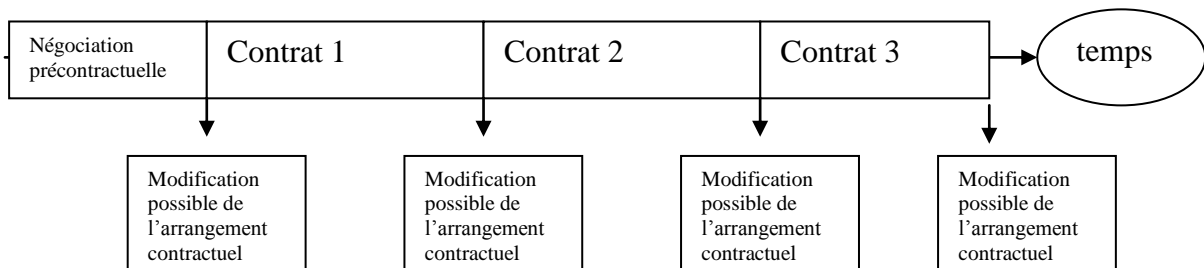 Négociation
précontractuelle
Contrat 1
Contrat 2
Contrat 3
temps
Modification
possible de
l’arrangement
contractuel
Modification
possible de
l’arrangement
contractuel
Modification
possible de
l’arrangement
contractuel
Modification
possible de
l’arrangement
contractuel